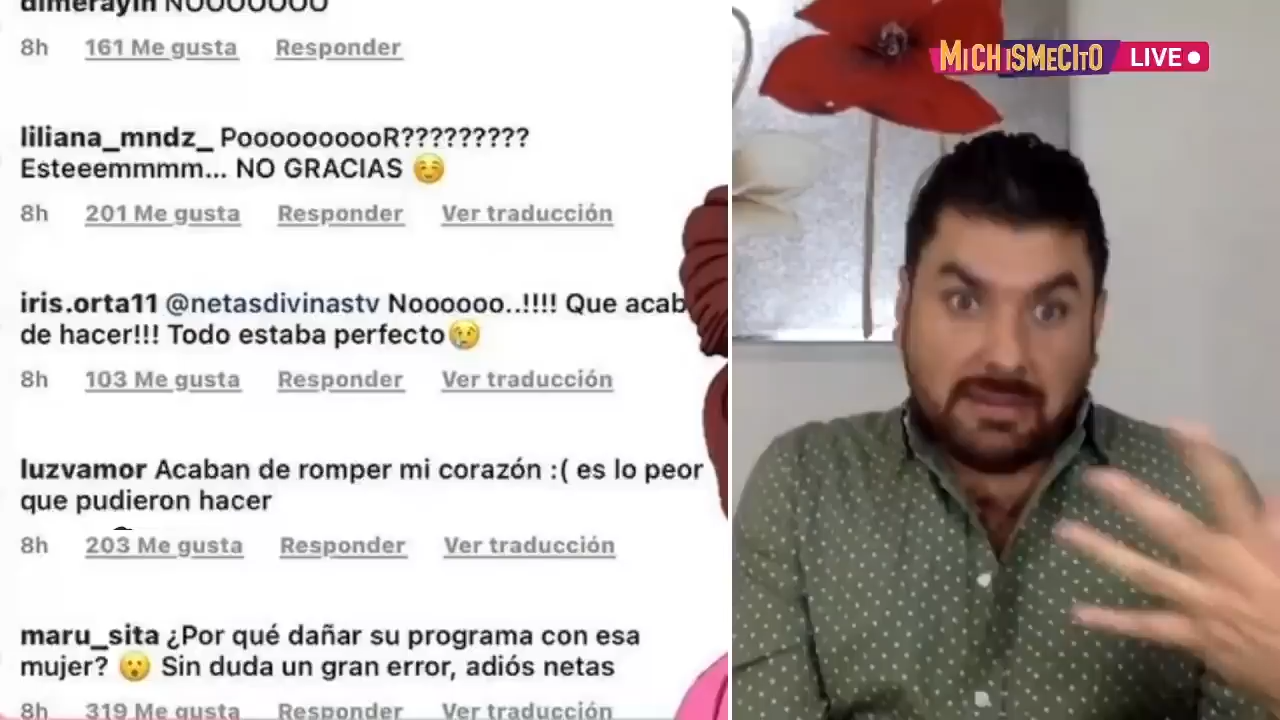 dimerayin NOOOOOOO
8h 161 Me gusta Responder
liliana_mndz_ PooooooooooR?????????
Esteeemmmm... NO GRACIAS ☺️
8h 201 Me gusta Responder Ver traducción
iris.orta11 @netasdivinastv Noooooo..!!!! Que acab
de hacer!!! Todo estaba perfecto😢
8h 103 Me gusta Responder Ver traducción
luzvamor Acaban de romper mi corazón :( es lo peor
que pudieron hacer
8h 203 Me gusta Responder Ver traducción
maru_sita ¿Por qué dañar su programa con esa
mujer? 😮 Sin duda un gran error, adiós netas
8h 319 Me gusta Responder Ver traducción
MICHISMECITO LIVE